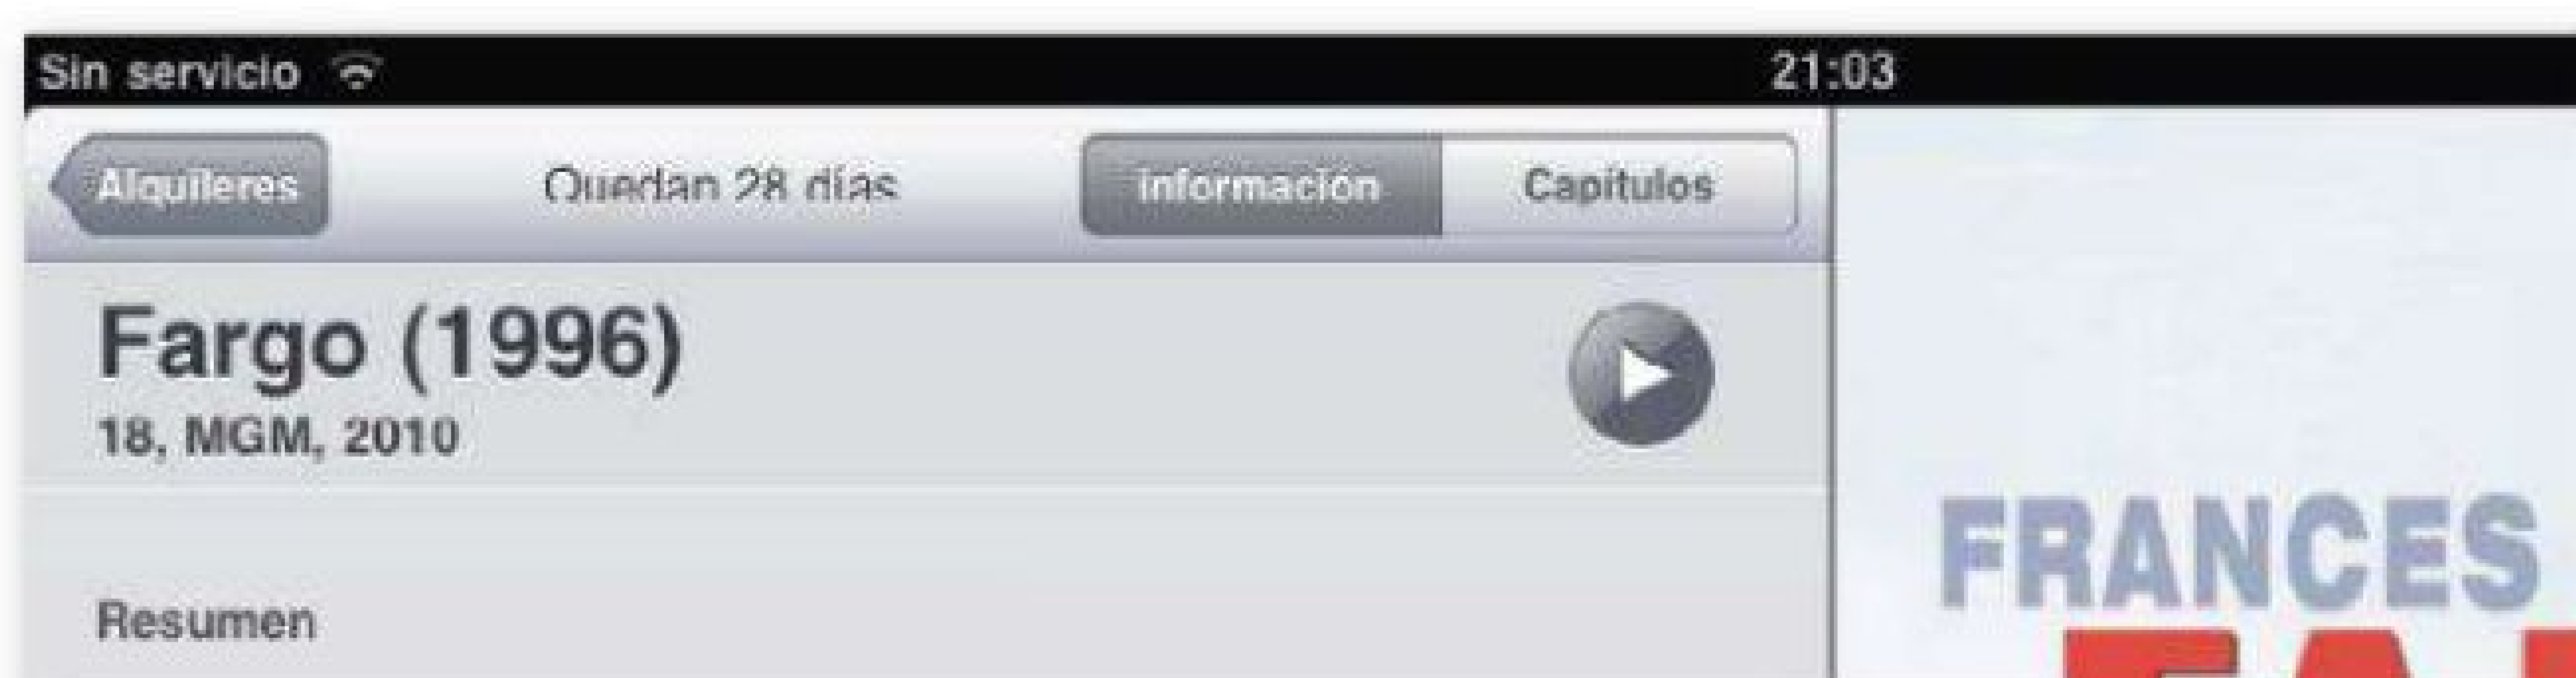 Sin servicio 21:03
Alquileres Quedan 28 días información Capítulos
Fargo (1996)
18, MGM, 2010
Resumen
FRANCES